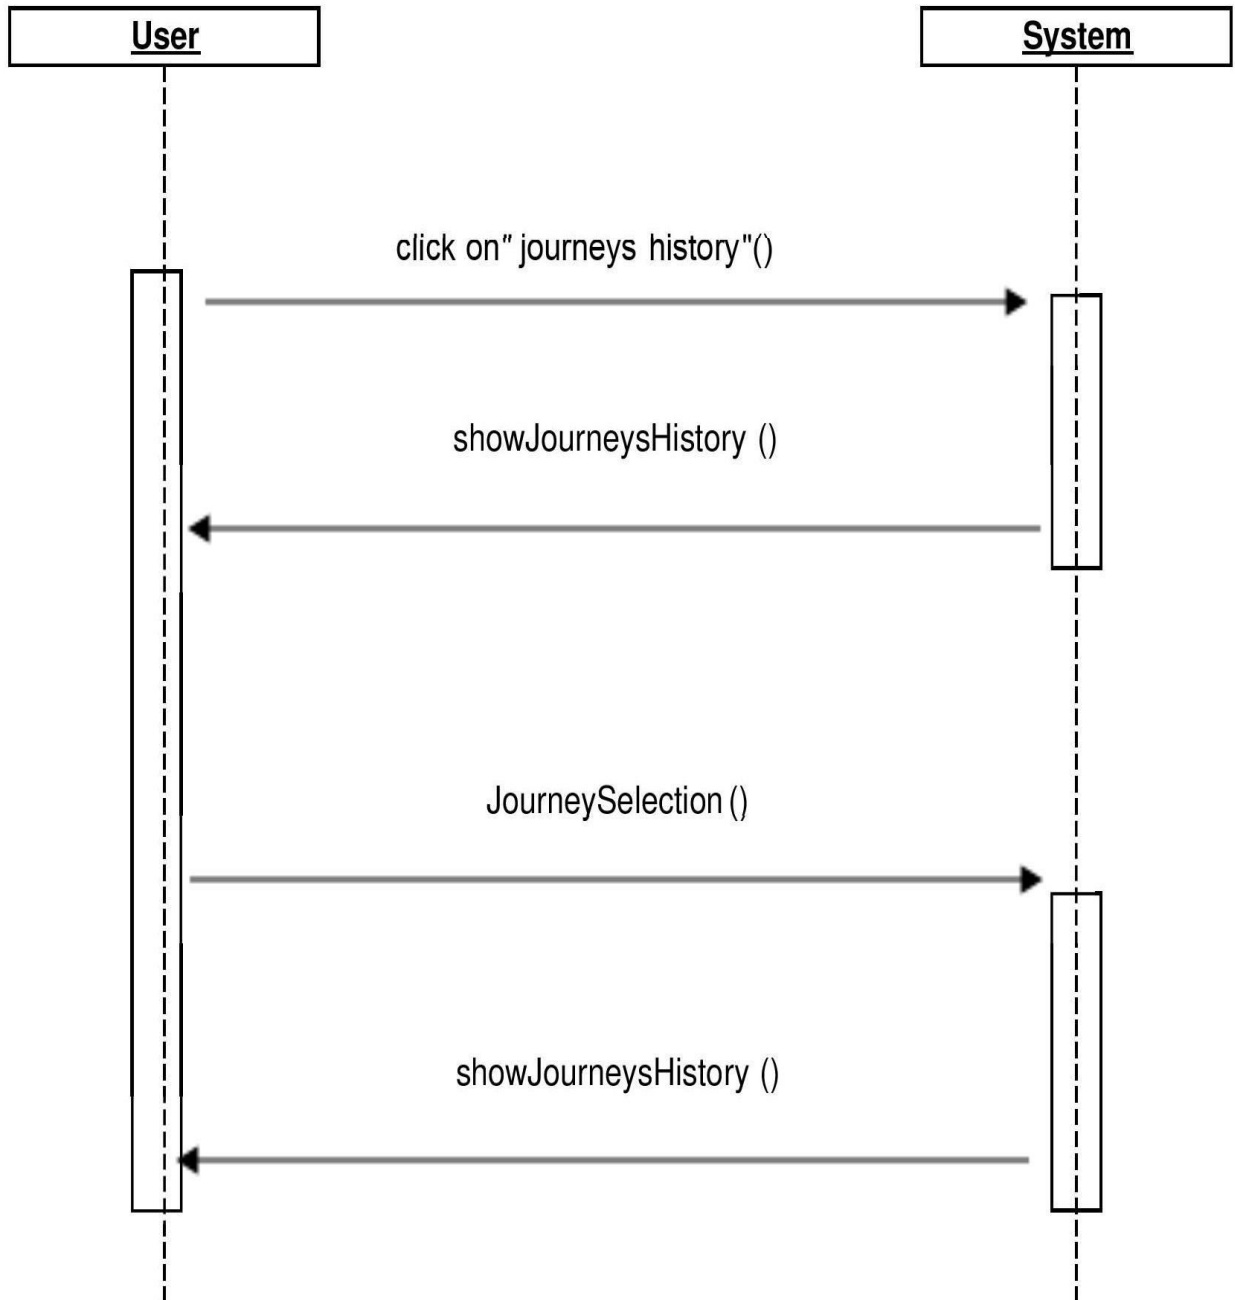 User
System
click on" journeys history"()
showJourneysHistory ()
JourneySelection ()
showJourneysHistory ()